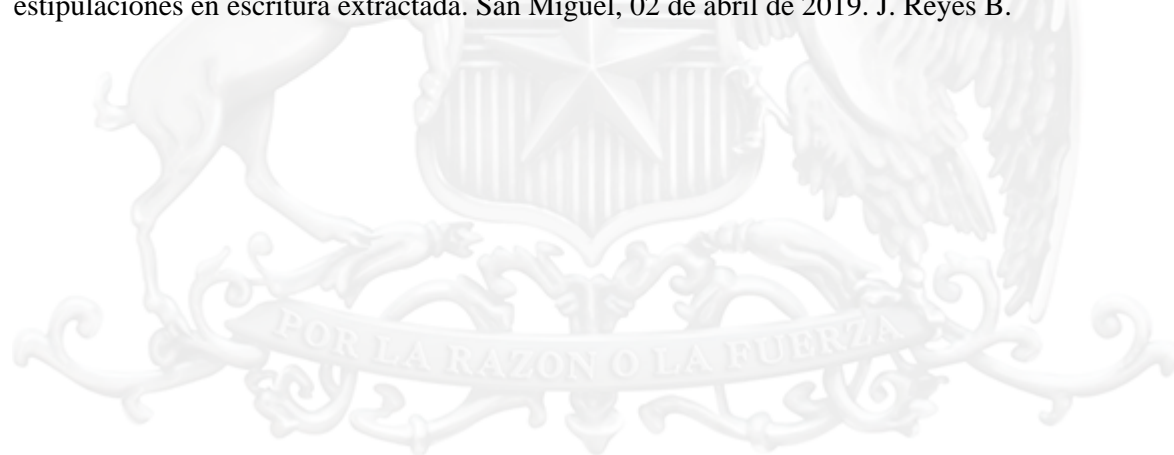 estipulaciones en escritura extractada. San Miguel, 02 de abril de 2019. J. Reyes B.
POR LA RAZON O LA FUERZA